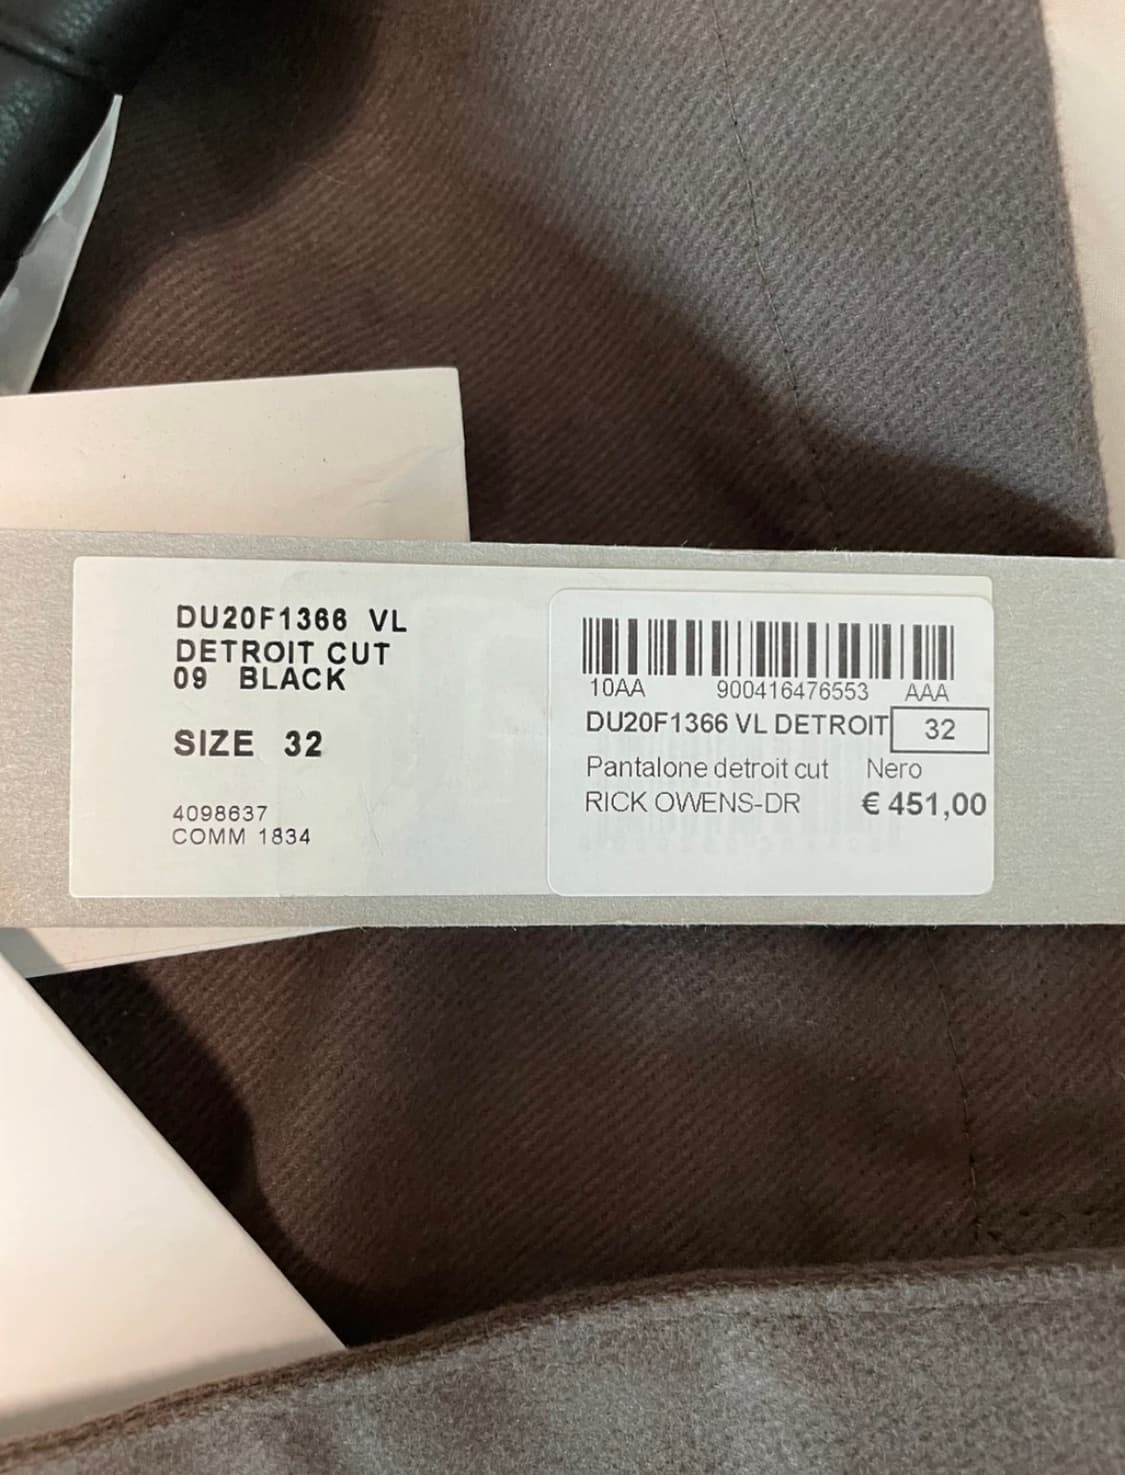 DU20F1366 VL
DETROIT CUT
09 BLACK
SIZE 32
4098637
COMM 1834
10AA 900416476553 AAA
DU20F1366 VL DETROIT 32
Pantalone detroit cut Nero
RICK OWENS-DR € 451,00